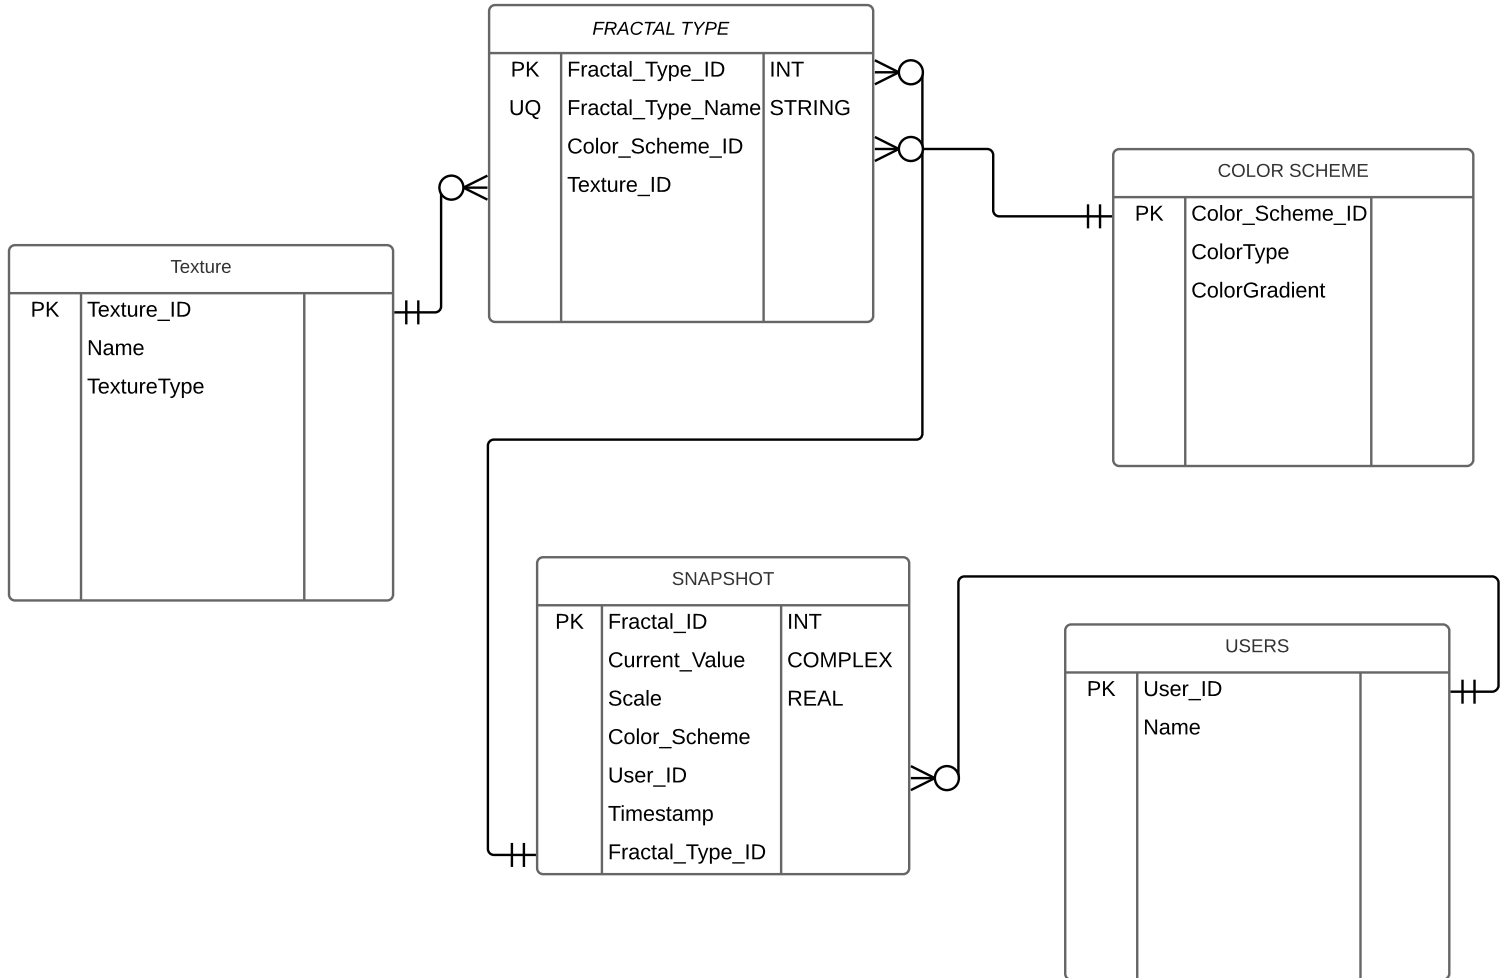 FRACTAL TYPE
PK Fractal_Type_ID INT
UQ Fractal_Type_Name STRING
Color_Scheme_ID
Texture_ID
COLOR SCHEME
PK Color_Scheme_ID
ColorType
ColorGradient
Texture
PK Texture_ID
Name
TextureType
SNAPSHOT
PK Fractal_ID INT
Current_Value COMPLEX
Scale REAL
Color_Scheme
User_ID
Timestamp
Fractal_Type_ID
USERS
PK User_ID
Name